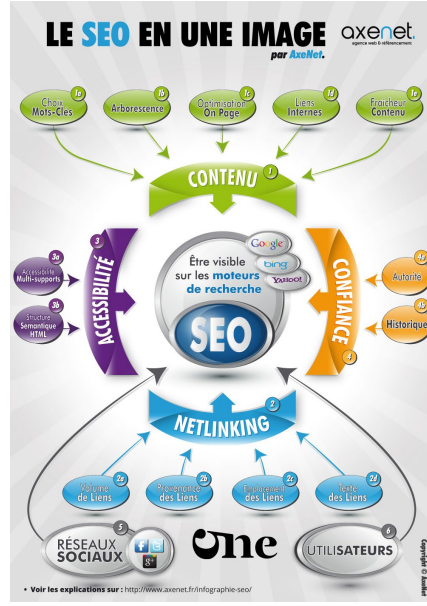 LE SEO EN UNE IMAGE
par AxeNet.
axenet.
agence web & référencement
1a
Choix
Mots-Clés
1b
Arborescence
1c
Optimisation
On Page
1d
Liens
Internes
1e
Fraîcheur
Contenu
CONTENU
1
3
ACCESSIBILITÉ
3a
Accessibilité
Multi-supports
3b
Structure
Sémantique
HTML
Être visible
sur les moteurs
de recherche
Google
bing
YAHOO!
SEO
CONFIANCE
4
4a
Autorité
4b
Historique
2
NETLINKING
2a
Volume
de Liens
2b
Provenance
des Liens
2c
Emplacement
des Liens
2d
Texte
des Liens
5
RÉSEAUX
SOCIAUX
f
g+
One
6
UTILISATEURS
• Voir les explications sur : http://www.axenet.fr/infographie-seo/
Copyright © AxeNet